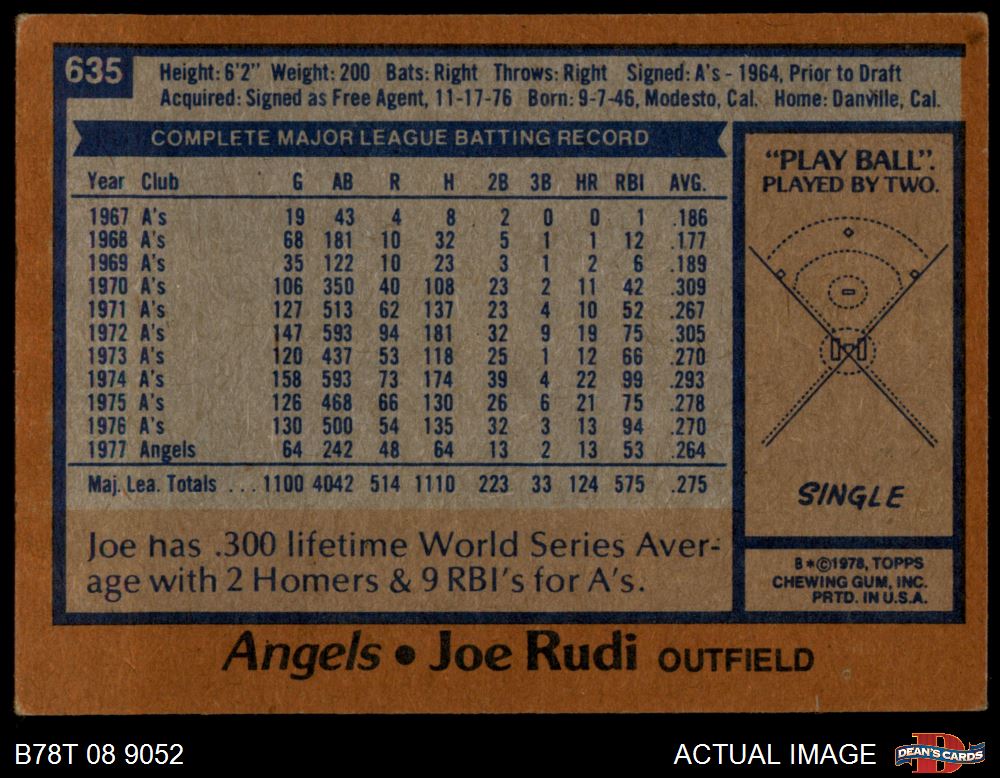 635
Height: 6'2" Weight: 200 Bats: Right Throws: Right Signed: A's - 1964, Prior to Draft
Acquired: Signed as Free Agent, 11-17-76 Born: 9-7-46, Modesto, Cal. Home: Danville, Cal.
COMPLETE MAJOR LEAGUE BATTING RECORD
Year Club G AB R H 2B 3B HR RBI AVG.
1967 A's 19 43 4 8 2 0 0 1 .186
1968 A's 68 181 10 32 5 1 1 12 .177
1969 A's 35 122 10 23 3 1 2 6 .189
1970 A's 106 350 40 108 23 2 11 42 .309
1971 A's 127 513 62 137 23 4 10 52 .267
1972 A's 147 593 94 181 32 9 19 75 .305
1973 A's 120 437 53 118 25 1 12 66 .270
1974 A's 158 593 73 174 39 4 22 99 .293
1975 A's 126 468 66 130 26 6 21 75 .278
1976 A's 130 500 54 135 32 3 13 94 .270
1977 Angels 64 242 48 64 13 2 13 53 .264
Maj. Lea. Totals ... 1100 4042 514 1110 223 33 124 575 .275
Joe has .300 lifetime World Series Aver-
age with 2 Homers & 9 RBI's for A's.
"PLAY BALL".
PLAYED BY TWO.
SINGLE
B*©1978, TOPPS
CHEWING GUM, INC.
PRTD. IN U.S.A.
Angels • Joe Rudi OUTFIELD
B78T 08 9052
ACTUAL IMAGE
DEAN'S CARDS